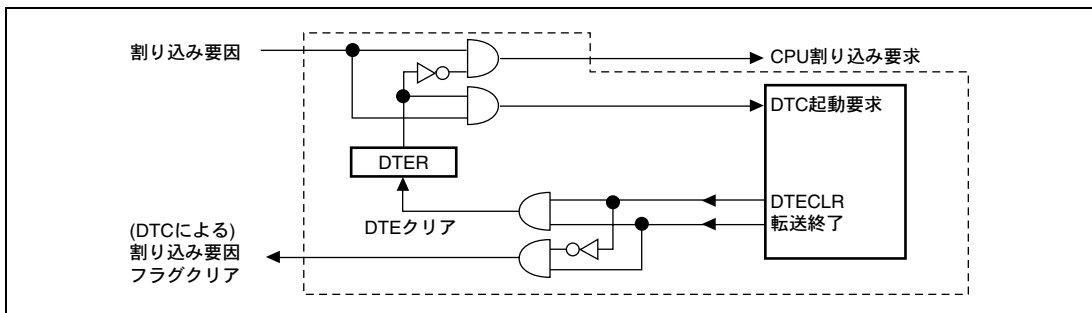 割り込み要因
CPU割り込み要求
DTC起動要求
DTER
DTECLR
転送終了
DTEクリア
(DTCによる)
割り込み要因
フラグクリア